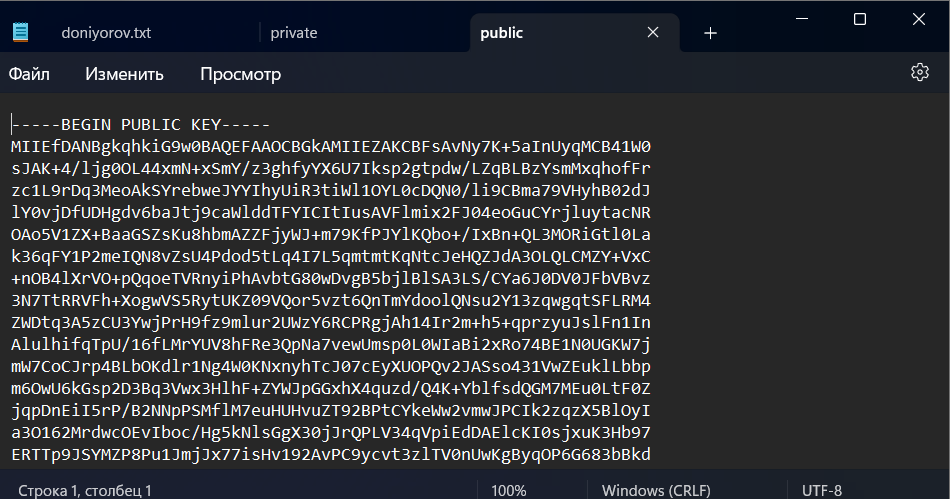 doniyorov.txt
private
public
Файл
Изменить
Просмотр
-----BEGIN PUBLIC KEY-----
MIIEfDANBgkqhkiG9w0BAQEFAAOCBGkAMIIEZAKCBFsAvNy7K+5aInUyqMCB41W0
sJAK+4/ljg0OL44xmN+xSmY/z3ghfyYX6U7Iksp2gtpdw/LZqBLBzYsmMxqhofFr
zc1L9rDq3MeoAkSYrebweJYYIhyUiR3tiWl1OYL0cDQN0/li9CBma79VHyhB02dJ
lY0vjDfUDHgdv6baJtj9caWlddTFYICItIusAVFlmix2FJ04eoGuCYrjluytacNR
OAo5V1ZX+BaaGSZsKu8hbmAZZFjyWJ+m79KfPJYlKQbo+/IxBn+QL3MORiGtl0La
k36qFY1P2meIQN8vZsU4Pdod5tLq4I7L5qmtmtKqNtcJeHQZJdA3OLQLCMZY+VxC
+nOB4lXrVO+pQqoeTVRnyiPhAvbtG80wDvgB5bjlBlSA3LS/CYa6J0DV0JFbVBvz
3N7TtRRVFh+XogwVS5RytUKZ09VQor5vzt6QnTmYdoolQNsu2Y13zqwgqtSFLRM4
ZWDtq3A5zCU3YwjPrH9fz9mlur2UWzY6RCPRgjAh14Ir2m+h5+qprzyuJslFn1In
AlulhifqTpU/16fLMrYUV8hFRe3QpNa7vewUmsp0L0WIaBi2xRo74BE1N0UGKW7j
mW7CoCJrp4BLbOKdlr1Ng4W0KNxnyhTcJ07cEyXUOPQv2JASso431VwZEuklLbbp
m6OwU6kGsp2D3Bq3Vwx3HlhF+ZYWJpGGxhX4quzd/Q4K+YblfsdQGM7MEu0LtF0Z
jqpDnEiI5rP/B2NNpPSMflM7euHUHvuZT92BPtCYkeWw2vmwJPCIk2zqzX5BlOyI
a3O162MrdwcOEvIboc/Hg5kNlsGgX30jJrQPLV34qVpiEdDAElcKI0sjxuK3Hb97
ERTTp9JSYMZP8Pu1JmjJx77isHv192AvPC9ycvt3zlTV0nUwKgByqOP6G683bBkd
Строка 1, столбец 1
100%
Windows (CRLF)
UTF-8